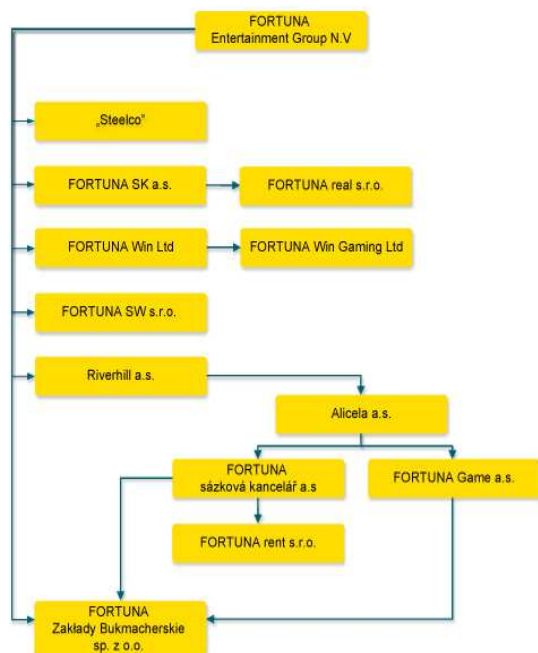 FORTUNA
Entertainment Group N.V
„Steelco”
FORTUNA SK a.s.
FORTUNA real s.r.o.
FORTUNA Win Ltd
FORTUNA Win Gaming Ltd
FORTUNA SW s.r.o.
Riverhill a.s.
Alicela a.s.
FORTUNA
sázková kancelář a.s
FORTUNA Game a.s.
FORTUNA rent s.r.o.
FORTUNA
Zakłady Bukmacherskie
sp. z o.o.